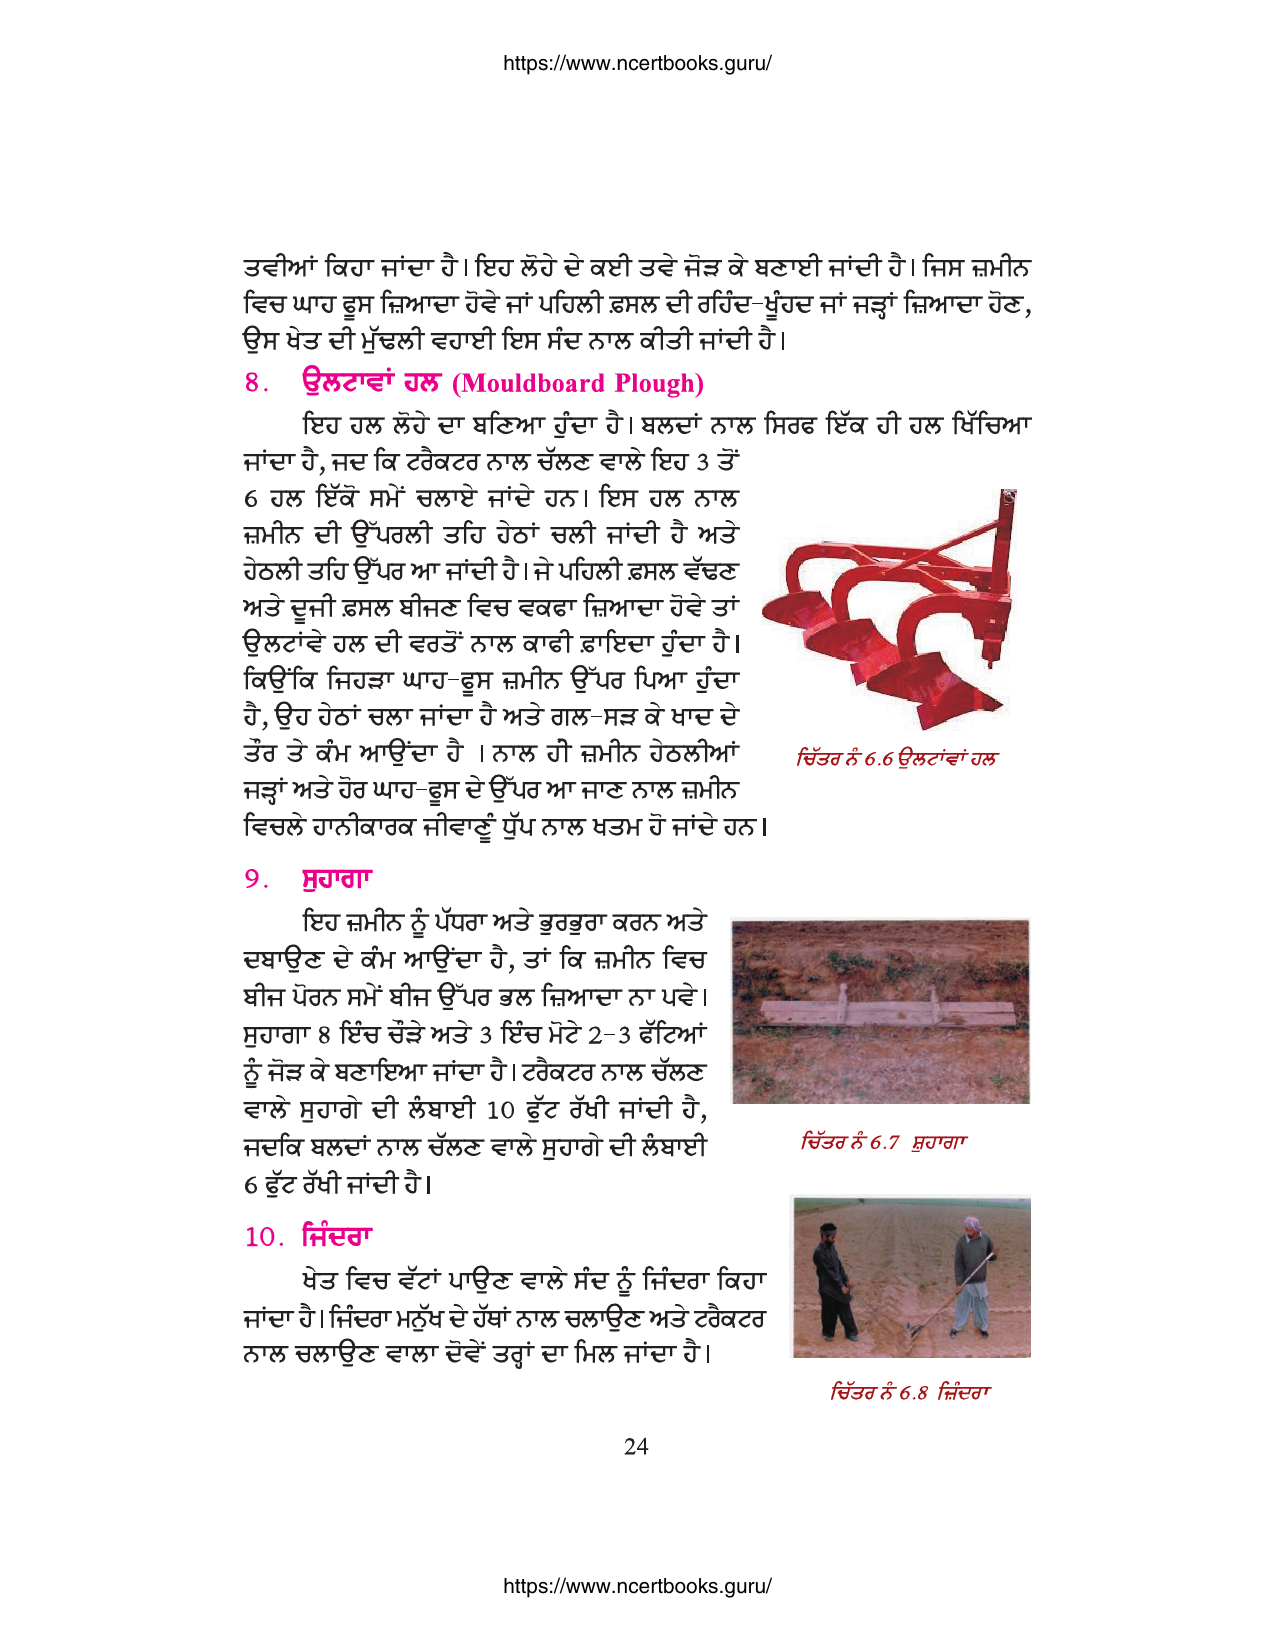 https://www.ncertbooks.guru/
ਤਵੀਆਂ ਕਿਹਾ ਜਾਂਦਾ ਹੈ। ਇਹ ਲੋਹੇ ਦੇ ਕਈ ਤਵੇ ਜੋੜ ਕੇ ਬਣਾਈ ਜਾਂਦੀ ਹੈ। ਜਿਸ ਜ਼ਮੀਨ
ਵਿਚ ਘਾਹ ਫੂਸ ਜ਼ਿਆਦਾ ਹੋਵੇ ਜਾਂ ਪਹਿਲੀ ਫ਼ਸਲ ਦੀ ਰਹਿੰਦ-ਖੂੰਹਦ ਜਾਂ ਜੜ੍ਹਾਂ ਜ਼ਿਆਦਾ ਹੋਣ,
ਉਸ ਖੇਤ ਦੀ ਮੁੱਢਲੀ ਵਹਾਈ ਇਸ ਸੰਦ ਨਾਲ ਕੀਤੀ ਜਾਂਦੀ ਹੈ।
8. ਉਲਟਾਵਾਂ ਹਲ (Mouldboard Plough)
ਇਹ ਹਲ ਲੋਹੇ ਦਾ ਬਣਿਆ ਹੁੰਦਾ ਹੈ। ਬਲਦਾਂ ਨਾਲ ਸਿਰਫ ਇੱਕ ਹੀ ਹਲ ਖਿੱਚਿਆ
ਜਾਂਦਾ ਹੈ, ਜਦ ਕਿ ਟਰੈਕਟਰ ਨਾਲ ਚੱਲਣ ਵਾਲੇ ਇਹ 3 ਤੋਂ
6 ਹਲ ਇੱਕੋ ਸਮੇਂ ਚਲਾਏ ਜਾਂਦੇ ਹਨ। ਇਸ ਹਲ ਨਾਲ
ਜ਼ਮੀਨ ਦੀ ਉੱਪਰਲੀ ਤਹਿ ਹੇਠਾਂ ਚਲੀ ਜਾਂਦੀ ਹੈ ਅਤੇ
ਹੇਠਲੀ ਤਹਿ ਉੱਪਰ ਆ ਜਾਂਦੀ ਹੈ। ਜੇ ਪਹਿਲੀ ਫ਼ਸਲ ਵੱਢਣ
ਅਤੇ ਦੂਜੀ ਫ਼ਸਲ ਬੀਜਣ ਵਿਚ ਵਕਫਾ ਜ਼ਿਆਦਾ ਹੋਵੇ ਤਾਂ
ਉਲਟਾਂਵੇ ਹਲ ਦੀ ਵਰਤੋਂ ਨਾਲ ਕਾਫੀ ਫ਼ਾਇਦਾ ਹੁੰਦਾ ਹੈ।
ਕਿਉਂਕਿ ਜਿਹੜਾ ਘਾਹ-ਫੂਸ ਜ਼ਮੀਨ ਉੱਪਰ ਪਿਆ ਹੁੰਦਾ
ਹੈ, ਉਹ ਹੇਠਾਂ ਚਲਾ ਜਾਂਦਾ ਹੈ ਅਤੇ ਗਲ-ਸੜ ਕੇ ਖਾਦ ਦੇ
ਤੌਰ ਤੇ ਕੰਮ ਆਉਂਦਾ ਹੈ । ਨਾਲ ਹੀ ਜ਼ਮੀਨ ਹੇਠਲੀਆਂ
ਜੜ੍ਹਾਂ ਅਤੇ ਹੋਰ ਘਾਹ-ਫੂਸ ਦੇ ਉੱਪਰ ਆ ਜਾਣ ਨਾਲ ਜ਼ਮੀਨ
ਵਿਚਲੇ ਹਾਨੀਕਾਰਕ ਜੀਵਾਣੂੰ ਧੁੱਪ ਨਾਲ ਖਤਮ ਹੋ ਜਾਂਦੇ ਹਨ।
ਚਿੱਤਰ ਨੰ 6.6 ਉਲਟਾਂਵਾਂ ਹਲ
9. ਸੁਹਾਗਾ
ਇਹ ਜ਼ਮੀਨ ਨੂੰ ਪੱਧਰਾ ਅਤੇ ਭੁਰਭੁਰਾ ਕਰਨ ਅਤੇ
ਦਬਾਉਣ ਦੇ ਕੰਮ ਆਉਂਦਾ ਹੈ, ਤਾਂ ਕਿ ਜ਼ਮੀਨ ਵਿਚ
ਬੀਜ ਪੋਰਨ ਸਮੇਂ ਬੀਜ ਉੱਪਰ ਭਲ ਜ਼ਿਆਦਾ ਨਾ ਪਵੇ।
ਸੁਹਾਗਾ 8 ਇੰਚ ਚੌੜੇ ਅਤੇ 3 ਇੰਚ ਮੋਟੇ 2-3 ਫੱਟਿਆਂ
ਨੂੰ ਜੋੜ ਕੇ ਬਣਾਇਆ ਜਾਂਦਾ ਹੈ। ਟਰੈਕਟਰ ਨਾਲ ਚੱਲਣ
ਵਾਲੇ ਸੁਹਾਗੇ ਦੀ ਲੰਬਾਈ 10 ਫੁੱਟ ਰੱਖੀ ਜਾਂਦੀ ਹੈ,
ਜਦਕਿ ਬਲਦਾਂ ਨਾਲ ਚੱਲਣ ਵਾਲੇ ਸੁਹਾਗੇ ਦੀ ਲੰਬਾਈ
6 ਫੁੱਟ ਰੱਖੀ ਜਾਂਦੀ ਹੈ।
ਚਿੱਤਰ ਨੰ 6.7 ਸ਼ੁਹਾਗਾ
10. ਜਿੰਦਰਾ
ਖੇਤ ਵਿਚ ਵੱਟਾਂ ਪਾਉਣ ਵਾਲੇ ਸੰਦ ਨੂੰ ਜਿੰਦਰਾ ਕਿਹਾ
ਜਾਂਦਾ ਹੈ। ਜਿੰਦਰਾ ਮਨੁੱਖ ਦੇ ਹੱਥਾਂ ਨਾਲ ਚਲਾਉਣ ਅਤੇ ਟਰੈਕਟਰ
ਨਾਲ ਚਲਾਉਣ ਵਾਲਾ ਦੋਵੇਂ ਤਰ੍ਹਾਂ ਦਾ ਮਿਲ ਜਾਂਦਾ ਹੈ।
ਚਿੱਤਰ ਨੰ 6.8 ਜ਼ਿੰਦਰਾ
24
https://www.ncertbooks.guru/